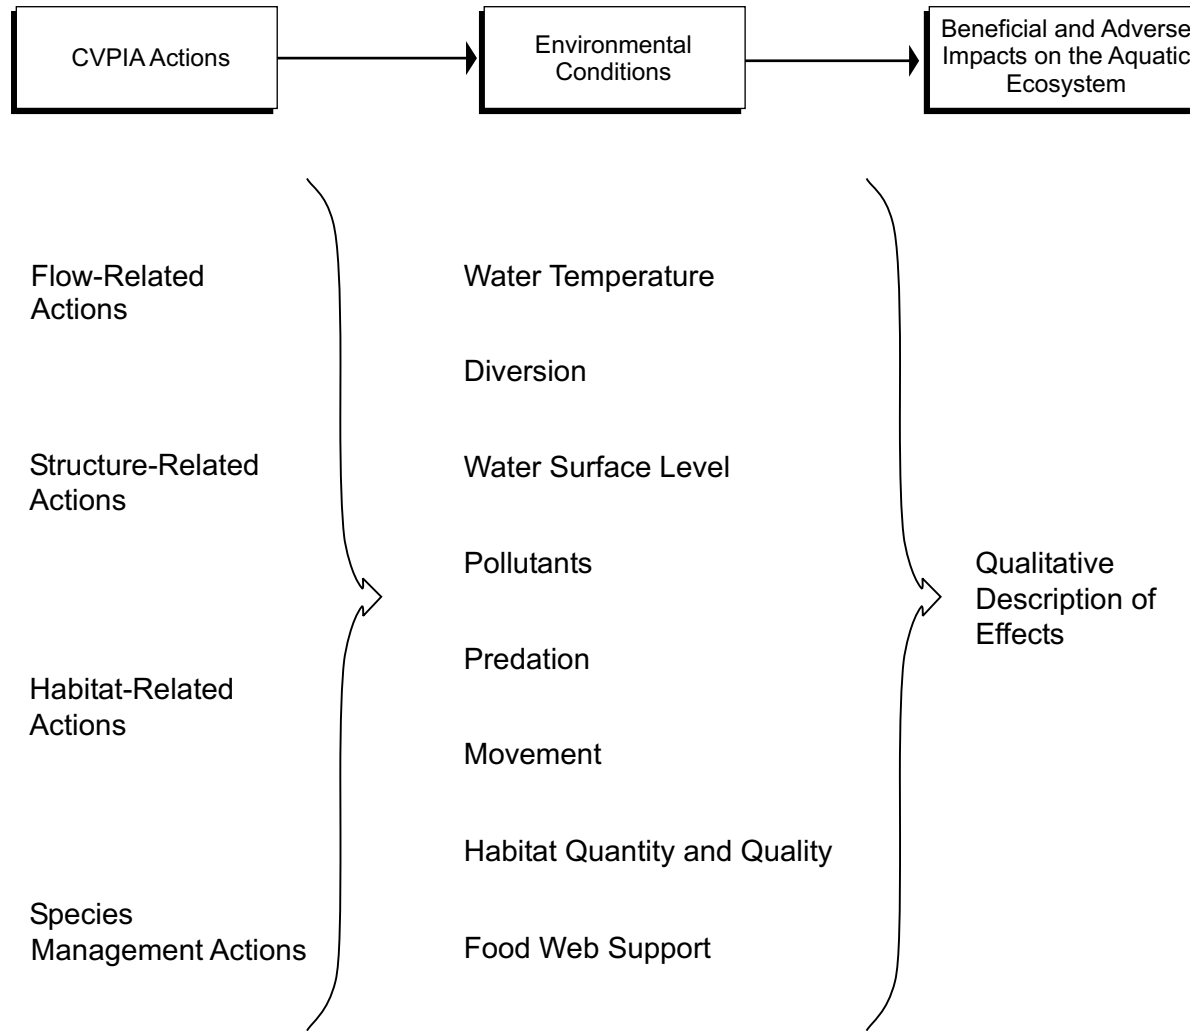 CVPIA Actions
Environmental
Conditions
Beneficial and Adverse
Impacts on the Aquatic
Ecosystem
Flow-Related
Actions
Structure-Related
Actions
Habitat-Related
Actions
Species
Management Actions
Water Temperature
Diversion
Water Surface Level
Pollutants
Predation
Movement
Habitat Quantity and Quality
Food Web Support
Qualitative
Description of
Effects